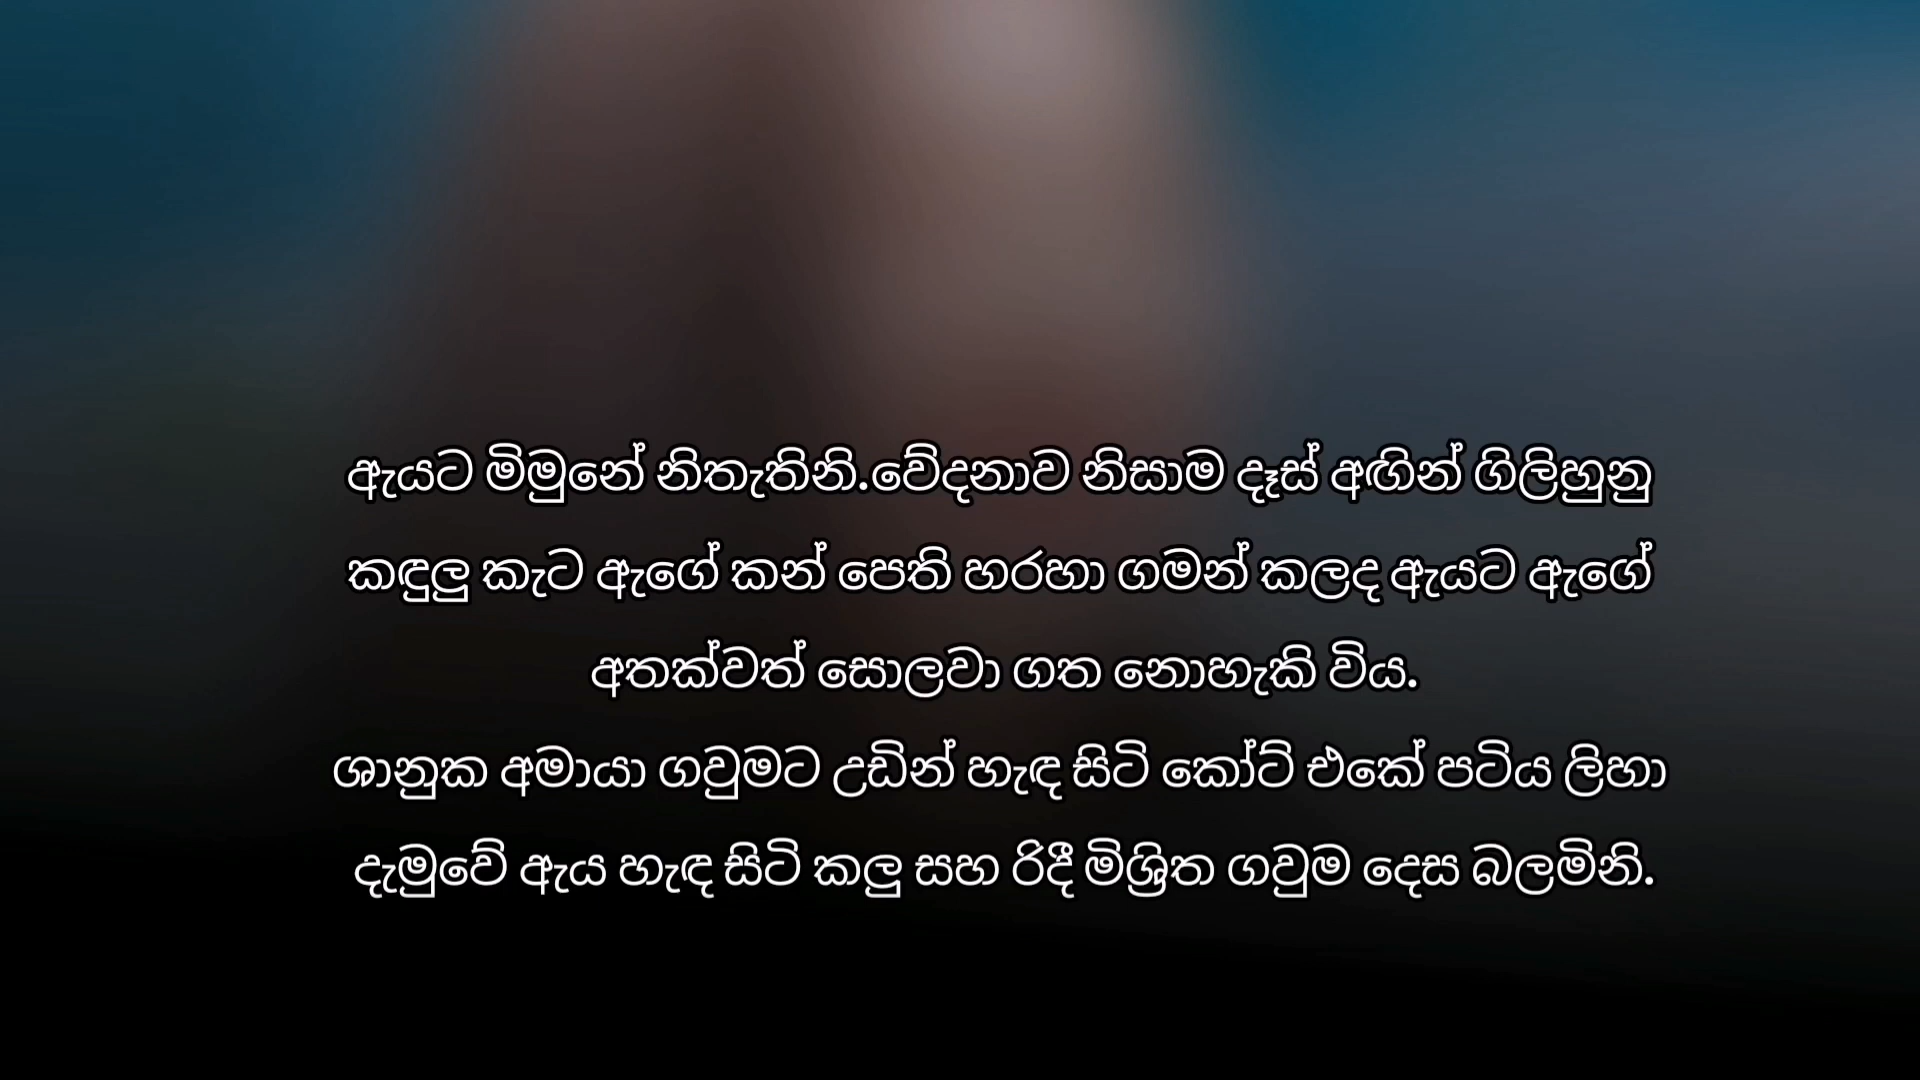 ඇයට මිමුනේ නිතැතිනි.වේදනාව නිසාම දෑස් අඟින් ගිලිහුනු
කඳුලු කැට ඇගේ කන් පෙති හරහා ගමන් කලද ඇයට ඇගේ
අතක්වත් සොලවා ගත නොහැකි විය.
ශානුක අමායා ගවුමට උඩින් හැඳ සිටි කෝට් එකේ පටිය ලිහා
දැමුවේ ඇය හැඳ සිටි කලු සහ රිදී මිශ්‍රිත ගවුම දෙස බලමිනි.